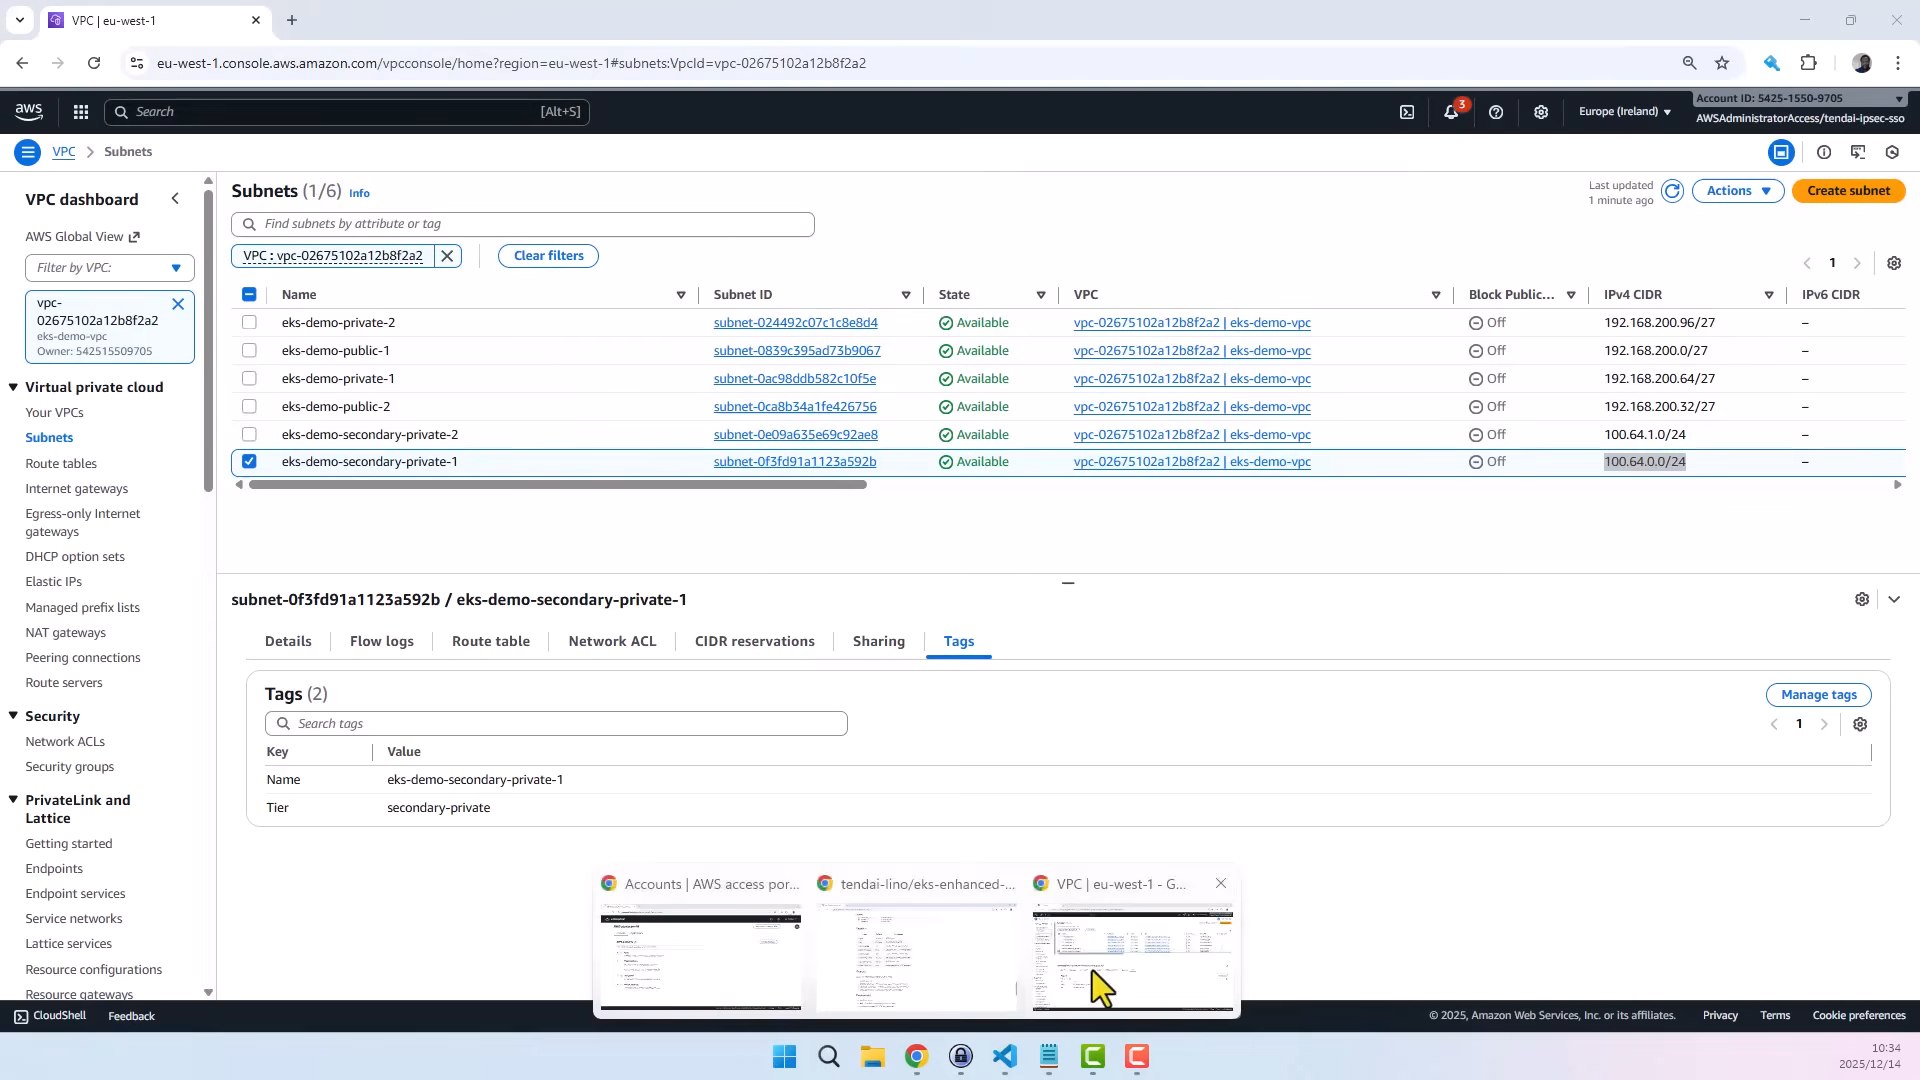 VPC | eu-west-1
eu-west-1.console.aws.amazon.com/vpcconsole/home?region=eu-west-1#subnets:VpcId=vpc-02675102a12b8f2a2
aws
Search
[Alt+S]
3
Europe (Ireland)
Account ID: 5425-1550-9705
AWSAdministratorAccess/tendai-ipsec-sso
VPC
Subnets
VPC dashboard
AWS Global View
Filter by VPC:
vpc-
02675102a12b8f2a2
eks-demo-vpc
Owner: 542515509705
Virtual private cloud
Your VPCs
Subnets
Route tables
Internet gateways
Egress-only Internet
gateways
DHCP option sets
Elastic IPs
Managed prefix lists
NAT gateways
Peering connections
Route servers
Security
Network ACLs
Security groups
PrivateLink and
Lattice
Getting started
Endpoints
Endpoint services
Service networks
Lattice services
Resource configurations
Resource gateways
Subnets (1/6) Info
Last updated
1 minute ago
Actions
Create subnet
Find subnets by attribute or tag
VPC : vpc-02675102a12b8f2a2
Clear filters
1
Name Subnet ID State VPC Block Public... IPv4 CIDR IPv6 CIDR
eks-demo-private-2 subnet-024492c07c1c8e8d4 Available vpc-02675102a12b8f2a2 | eks-demo-vpc Off 192.168.200.96/27 –
eks-demo-public-1 subnet-0839c395ad73b9067 Available vpc-02675102a12b8f2a2 | eks-demo-vpc Off 192.168.200.0/27 –
eks-demo-private-1 subnet-0ac98ddb582c10f5e Available vpc-02675102a12b8f2a2 | eks-demo-vpc Off 192.168.200.64/27 –
eks-demo-public-2 subnet-0ca8b34a1fe426756 Available vpc-02675102a12b8f2a2 | eks-demo-vpc Off 192.168.200.32/27 –
eks-demo-secondary-private-2 subnet-0e09a635e69c92ae8 Available vpc-02675102a12b8f2a2 | eks-demo-vpc Off 100.64.1.0/24 –
eks-demo-secondary-private-1 subnet-0f3fd91a1123a592b Available vpc-02675102a12b8f2a2 | eks-demo-vpc Off 100.64.0.0/24 –
subnet-0f3fd91a1123a592b / eks-demo-secondary-private-1
Details
Flow logs
Route table
Network ACL
CIDR reservations
Sharing
Tags
Tags (2)
Manage tags
Search tags
1
Key Value
Name eks-demo-secondary-private-1
Tier secondary-private
Accounts | AWS access por...
tendai-lino/eks-enhanced-...
VPC | eu-west-1 - G...
CloudShell
Feedback
© 2025, Amazon Web Services, Inc. or its affiliates.
Privacy
Terms
Cookie preferences
10:34
2025/12/14